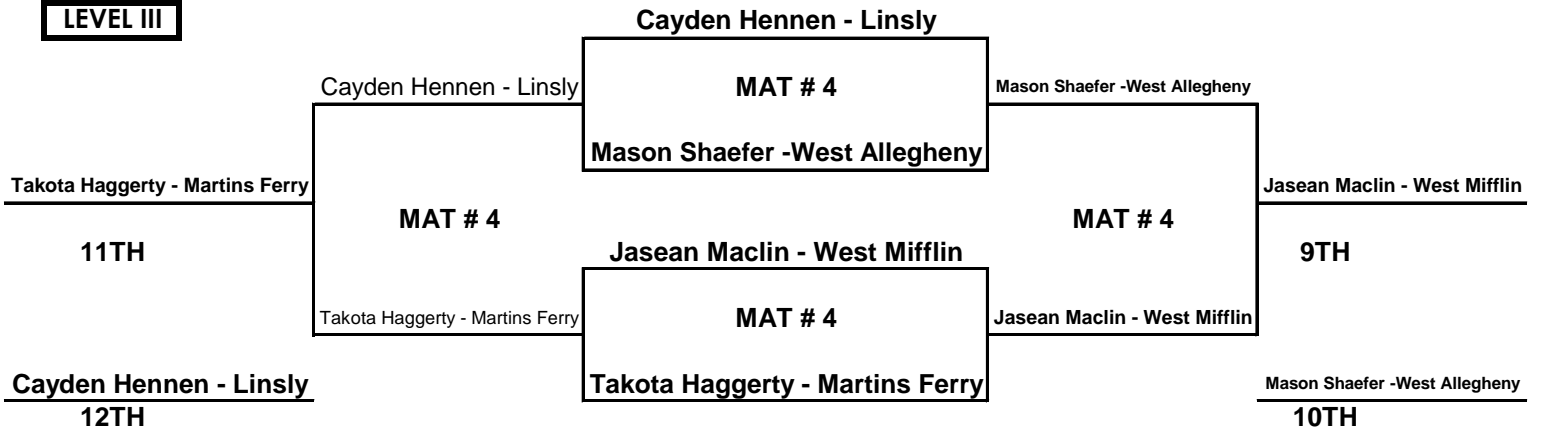 LEVEL III
Cayden Hennen - Linsly
Cayden Hennen - Linsly
MAT # 4
Mason Shaefer -West Allegheny
Mason Shaefer -West Allegheny
Takota Haggerty - Martins Ferry
Jasean Maclin - West Mifflin
MAT # 4
MAT # 4
11TH
Jasean Maclin - West Mifflin
9TH
Takota Haggerty - Martins Ferry
MAT # 4
Jasean Maclin - West Mifflin
Cayden Hennen - Linsly
Takota Haggerty - Martins Ferry
Mason Shaefer -West Allegheny
12TH
10TH